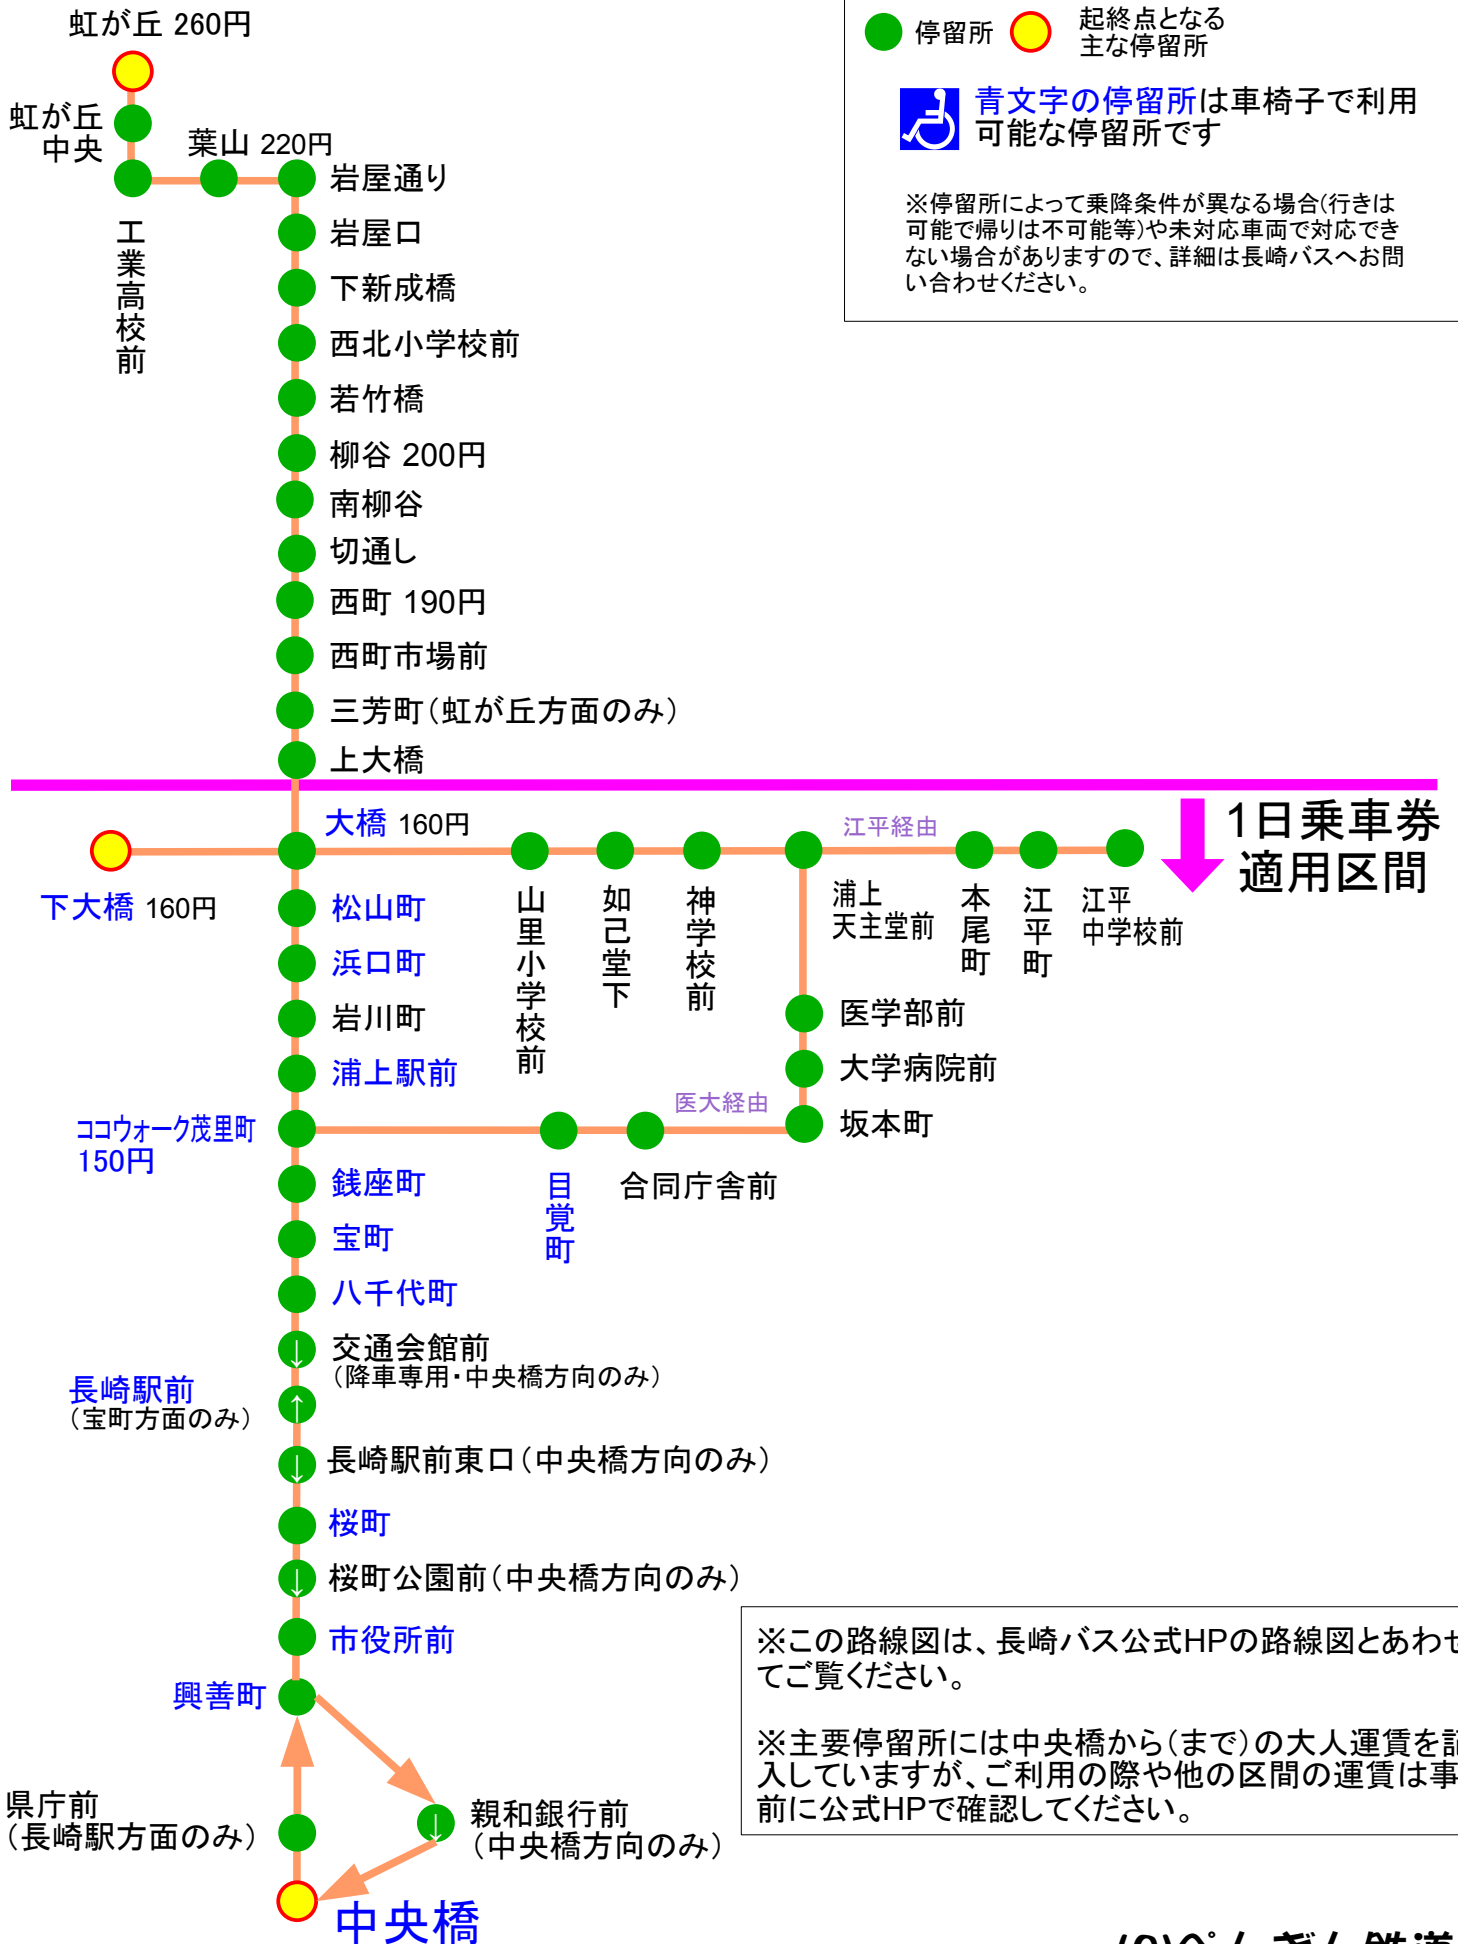 虹が丘 260円
停留所
起終点となる
主な停留所
青文字の停留所は車椅子で利用
可能な停留所です
※停留所によって乗降条件が異なる場合(行きは
可能で帰りは不可能等)や未対応車両で対応でき
ない場合がありますので、詳細は長崎バスへお問
い合わせください。
虹が丘
中央
工業高校前
葉山 220円
岩屋通り
岩屋口
下新成橋
西北小学校前
若竹橋
柳谷 200円
南柳谷
切通し
西町 190円
西町市場前
三芳町(虹が丘方面のみ)
上大橋
1日乗車券
適用区間
大橋 160円
江平経由
下大橋 160円
山里小学校前
如己堂下
神学校前
浦上
天主堂前
本尾町
江平町
江平
中学校前
松山町
浜口町
岩川町
浦上駅前
医学部前
大学病院前
坂本町
医大経由
ココウォーク茂里町
150円
目覚町
合同庁舎前
銭座町
宝町
八千代町
交通会館前
(降車専用・中央橋方向のみ)
長崎駅前
(宝町方面のみ)
長崎駅前東口(中央橋方向のみ)
桜町
桜町公園前(中央橋方向のみ)
市役所前
興善町
県庁前
(長崎駅方面のみ)
親和銀行前
(中央橋方向のみ)
中央橋
※この路線図は、長崎バス公式HPの路線図とあわせ
てご覧ください。
※主要停留所には中央橋から(まで)の大人運賃を記
入していますが、ご利用の際や他の区間の運賃は事
前に公式HPで確認してください。